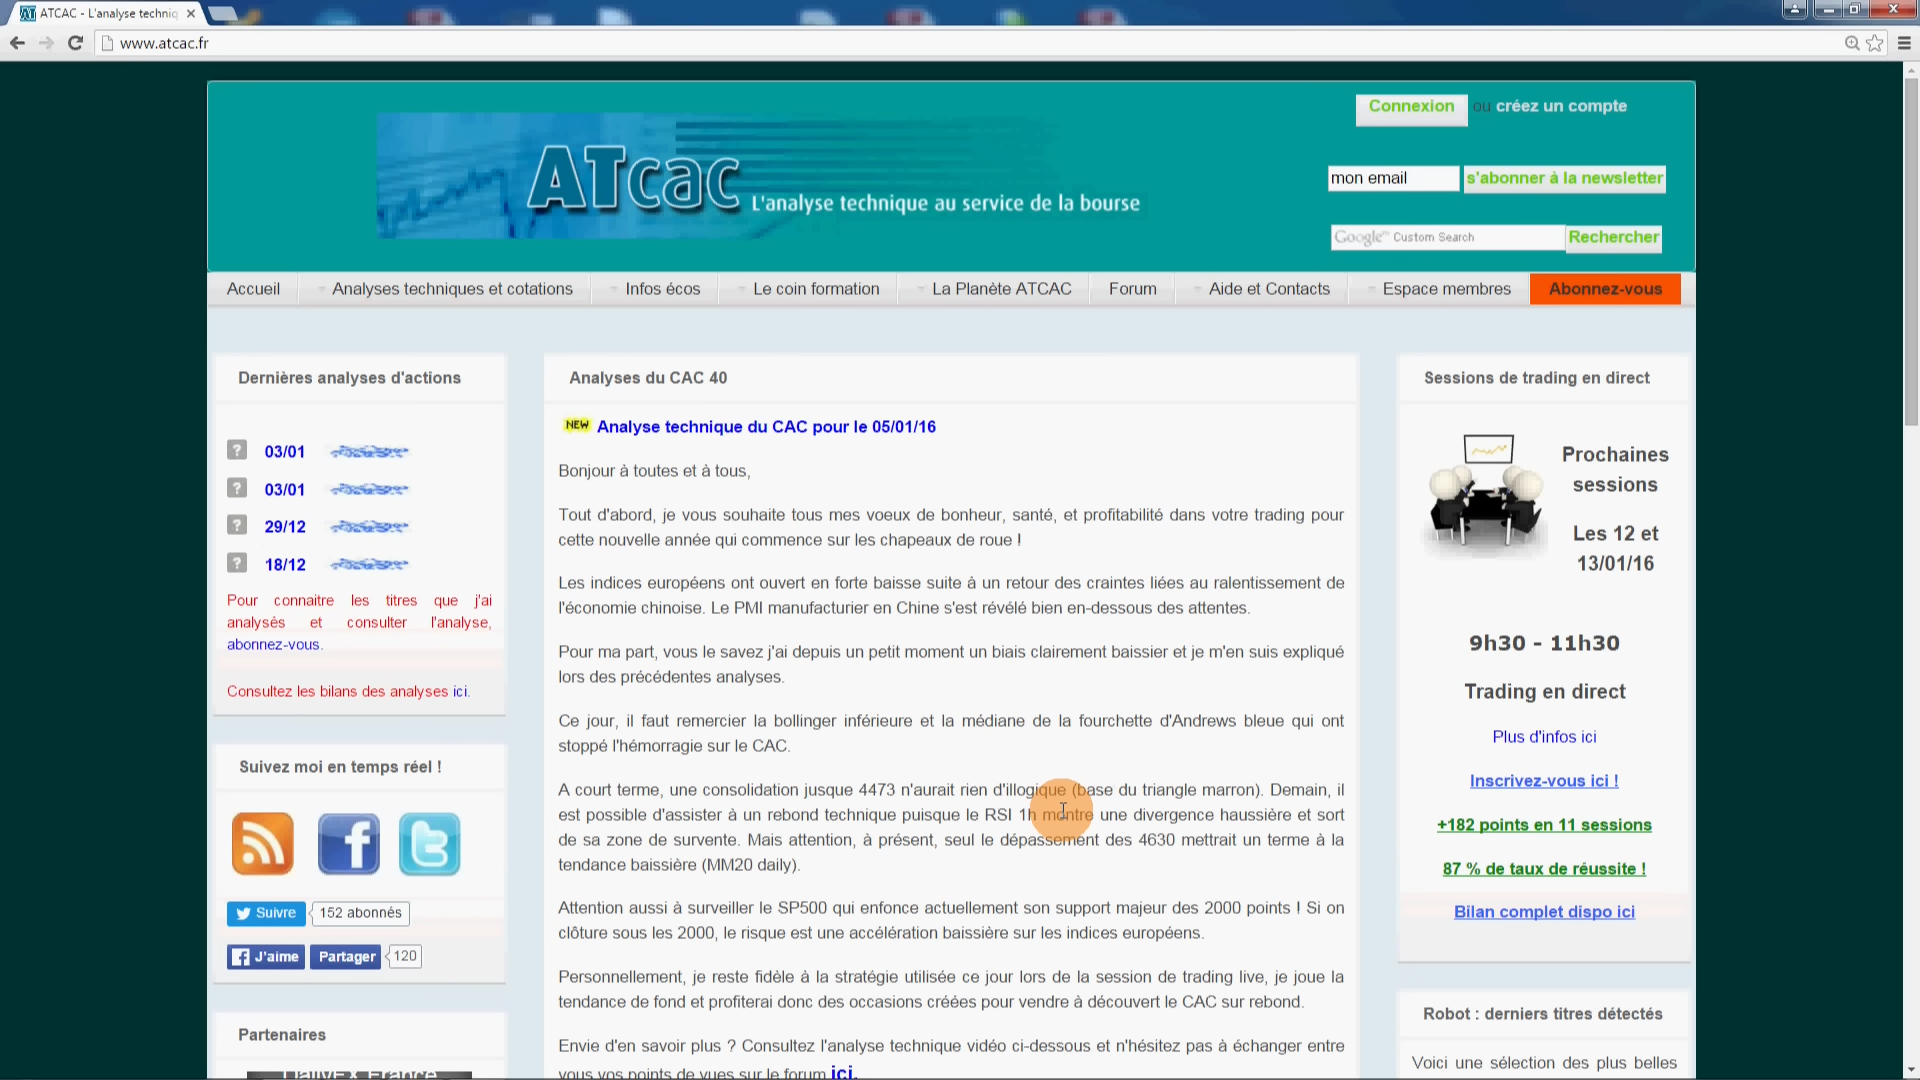 ATCAC - L'analyse techniq
www.atcac.fr
Connexion ou créez un compte
ATcac
L'analyse technique au service de la bourse
mon email s'abonner à la newsletter
Google™ Custom Search Rechercher
Accueil Analyses techniques et cotations Infos écos Le coin formation La Planète ATCAC Forum Aide et Contacts Espace membres Abonnez-vous
Dernières analyses d'actions
? 03/01
? 03/01
? 29/12
? 18/12
Pour connaitre les titres que j'ai
analysés et consulter l'analyse,
abonnez-vous.
Consultez les bilans des analyses ici.
Suivez moi en temps réel !
Suivre 152 abonnés
J'aime Partager 120
Partenaires
DailyFX France
Analyses du CAC 40
NEW Analyse technique du CAC pour le 05/01/16
Bonjour à toutes et à tous,
Tout d'abord, je vous souhaite tous mes voeux de bonheur, santé, et profitabilité dans votre trading pour
cette nouvelle année qui commence sur les chapeaux de roue !
Les indices européens ont ouvert en forte baisse suite à un retour des craintes liées au ralentissement de
l'économie chinoise. Le PMI manufacturier en Chine s'est révélé bien en-dessous des attentes.
Pour ma part, vous le savez j'ai depuis un petit moment un biais clairement baissier et je m'en suis expliqué
lors des précédentes analyses.
Ce jour, il faut remercier la bollinger inférieure et la médiane de la fourchette d'Andrews bleue qui ont
stoppé l'hémorragie sur le CAC.
A court terme, une consolidation jusque 4473 n'aurait rien d'illogique (base du triangle marron). Demain, il
est possible d'assister à un rebond technique puisque le RSI 1h montre une divergence haussière et sort
de sa zone de survente. Mais attention, à présent, seul le dépassement des 4630 mettrait un terme à la
tendance baissière (MM20 daily).
Attention aussi à surveiller le SP500 qui enfonce actuellement son support majeur des 2000 points ! Si on
clôture sous les 2000, le risque est une accélération baissière sur les indices européens.
Personnellement, je reste fidèle à la stratégie utilisée ce jour lors de la session de trading live, je joue la
tendance de fond et profiterai donc des occasions créées pour vendre à découvert le CAC sur rebond.
Envie d'en savoir plus ? Consultez l'analyse technique vidéo ci-dessous et n'hésitez pas à échanger entre
vous vos points de vues sur le forum ici.
Sessions de trading en direct
Prochaines
sessions
Les 12 et
13/01/16
9h30 - 11h30
Trading en direct
Plus d'infos ici
Inscrivez-vous ici !
+182 points en 11 sessions
87 % de taux de réussite !
Bilan complet dispo ici
Robot : derniers titres détectés
Voici une sélection des plus belles